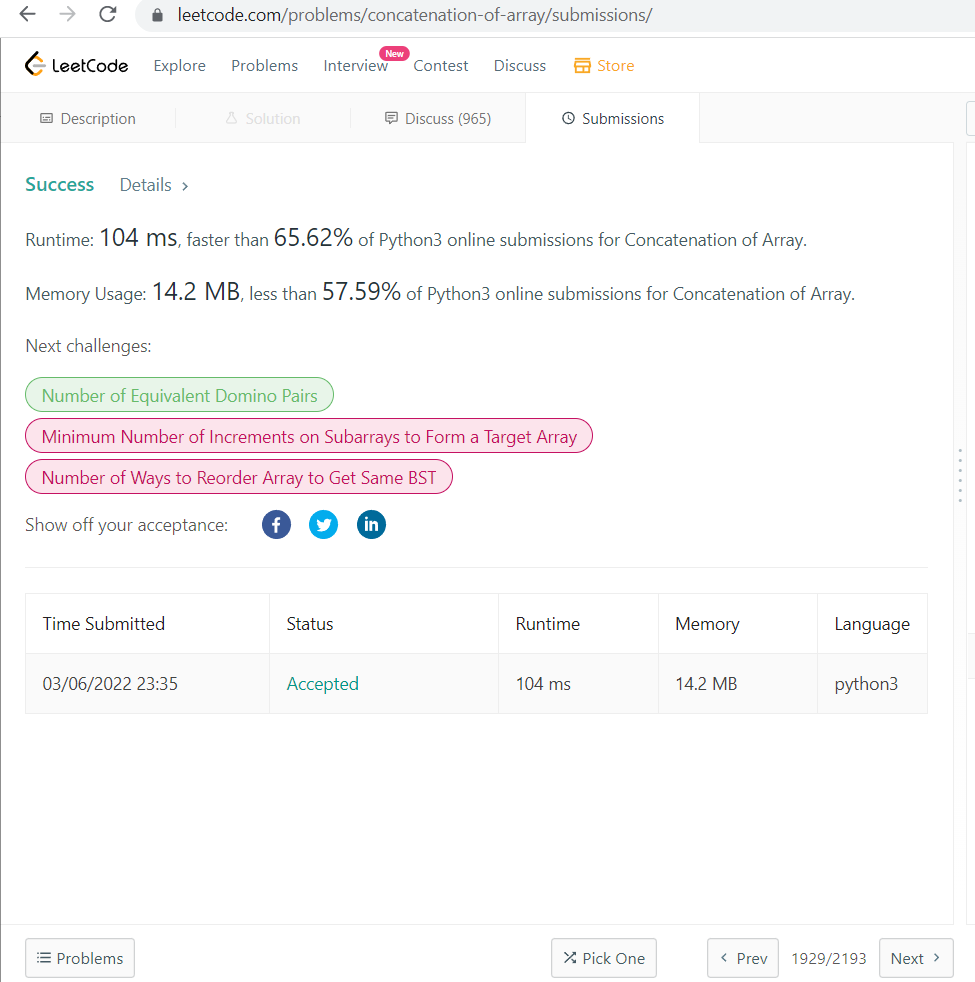 leetcode.com/problems/concatenation-of-array/submissions/
LeetCode Explore Problems Interview New Contest Discuss Store
Description Solution Discuss (965) Submissions
Success Details >
Runtime: 104 ms, faster than 65.62% of Python3 online submissions for Concatenation of Array.
Memory Usage: 14.2 MB, less than 57.59% of Python3 online submissions for Concatenation of Array.
Next challenges:
Number of Equivalent Domino Pairs
Minimum Number of Increments on Subarrays to Form a Target Array
Number of Ways to Reorder Array to Get Same BST
Show off your acceptance: f in
Time Submitted Status Runtime Memory Language
03/06/2022 23:35 Accepted 104 ms 14.2 MB python3
Problems Pick One < Prev 1929/2193 Next >